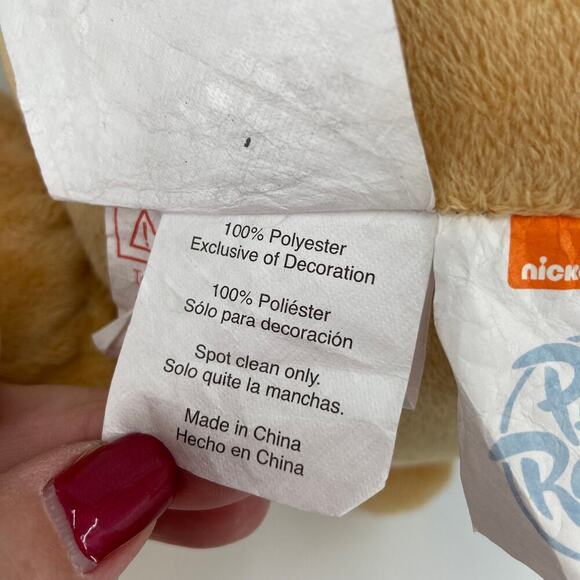 100% Polyester
Exclusive of Decoration
100% Poliéster
Sólo para decoración
Spot clean only.
Solo quite la manchas.
Made in China
Hecho en China